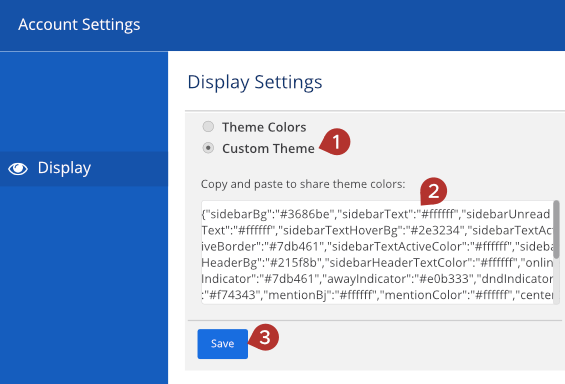 Account Settings
Display Settings
Display
Theme Colors
Custom Theme
1
Copy and paste to share theme colors:
2
{"sidebarBg":"#3686be","sidebarText":"#ffffff","sidebarUnread
Text":"#ffffff","sidebarTextHoverBg":"#2e3234","sidebarTextAct
iveBorder":"#7db461","sidebarTextActiveColor":"#ffffff","sideba
HeaderBg":"#215f8b","sidebarHeaderTextColor":"#ffffff","onlin
Indicator":"#7db461","awayIndicator":"#e0b333","dndIndicator
:"#f74343","mentionBj":"#ffffff","mentionColor":"#ffffff","center
Save
3